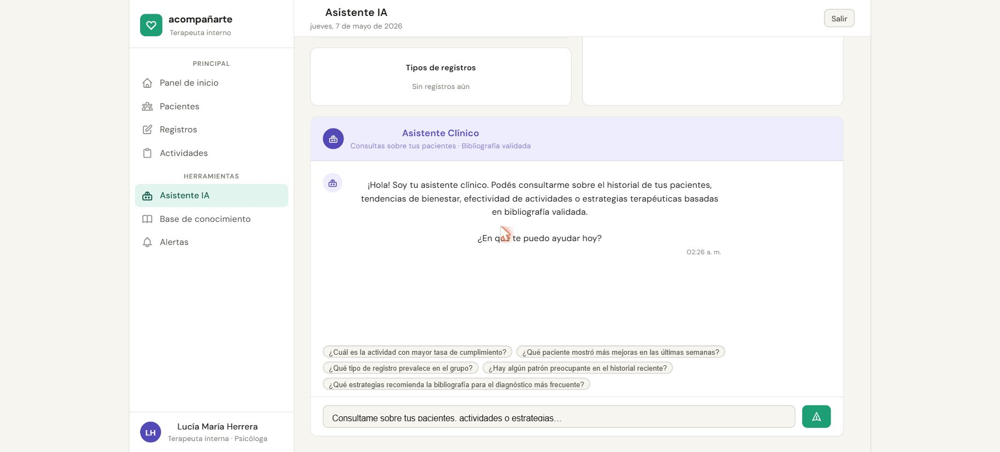 acompañarte
Terapeuta interno
PRINCIPAL
Panel de inicio
Pacientes
Registros
Actividades
HERRAMIENTAS
Asistente IA
Base de conocimiento
Alertas
LH
Lucía María Herrera
Terapeuta interna · Psicóloga
Asistente IA
jueves, 7 de mayo de 2026
Salir
Tipos de registros
Sin registros aún
Asistente Clínico
Consultas sobre tus pacientes · Bibliografía validada
¡Hola! Soy tu asistente clínico. Podés consultarme sobre el historial de tus pacientes,
tendencias de bienestar, efectividad de actividades o estrategias terapéuticas basadas
en bibliografía validada.
¿En qué te puedo ayudar hoy?
02:26 a. m.
¿Cuál es la actividad con mayor tasa de cumplimiento?
¿Qué paciente mostró más mejoras en las últimas semanas?
¿Qué tipo de registro prevalece en el grupo?
¿Hay algún patrón preocupante en el historial reciente?
¿Qué estrategias recomienda la bibliografía para el diagnóstico más frecuente?
Consultame sobre tus pacientes, actividades o estrategias…